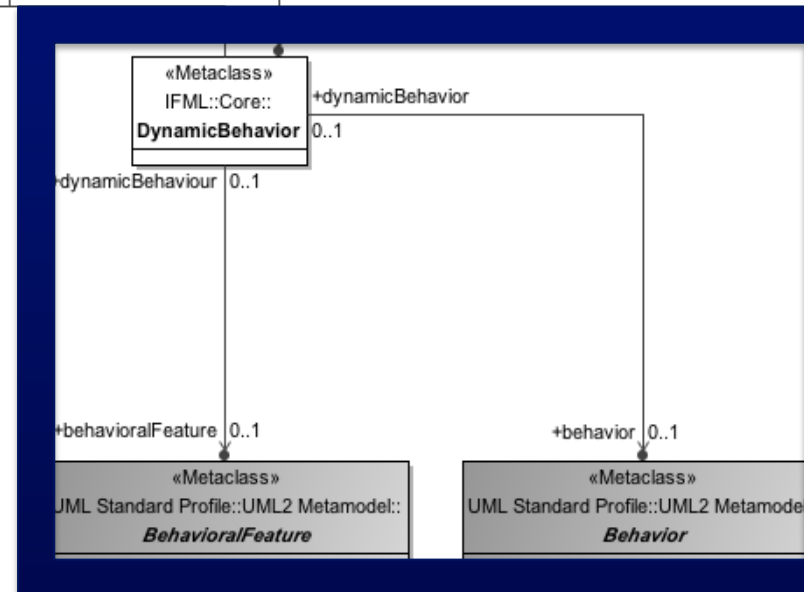 «Metaclass»
IFML::Core::
DynamicBehavior
+dynamicBehavior
0..1
dynamicBehaviour 0..1
+behavioralFeature 0..1
+behavior 0..1
«Metaclass»
UML Standard Profile::UML2 Metamodel::
BehavioralFeature
«Metaclass»
UML Standard Profile::UML2 Metamode
Behavior